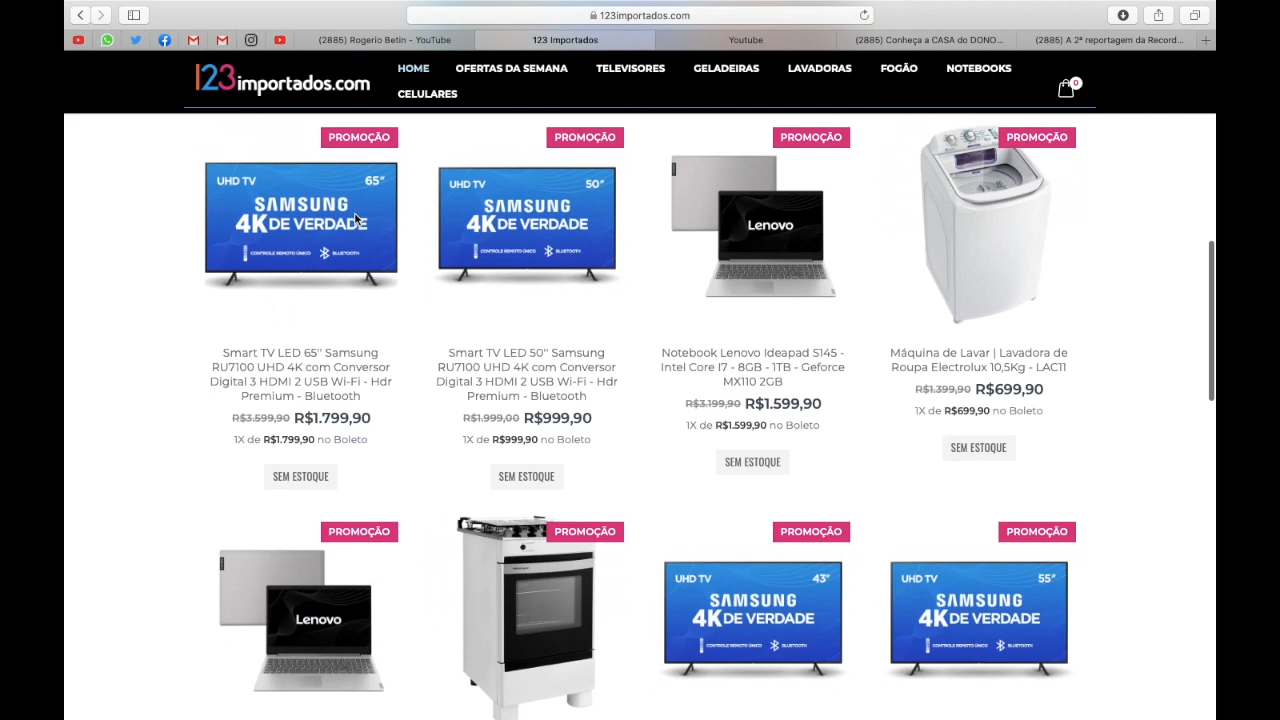 123importados.com
(2885) Rogerio Betin - YouTube
123 Importados
Youtube
(2885) Conheça a CASA do DONO...
(2885) A 2ª reportagem da Record...
123importados.com
HOME
OFERTAS DA SEMANA
TELEVISORES
GELADEIRAS
LAVADORAS
FOGÃO
NOTEBOOKS
CELULARES
0
PROMOÇÃO
PROMOÇÃO
PROMOÇÃO
PROMOÇÃO
UHD TV 65"
SAMSUNG
4K DE VERDADE
CONTROLE REMOTO ÚNICO BLUETOOTH
UHD TV 50"
SAMSUNG
4K DE VERDADE
CONTROLE REMOTO ÚNICO BLUETOOTH
Lenovo
Smart TV LED 65'' Samsung
RU7100 UHD 4K com Conversor
Digital 3 HDMI 2 USB Wi-Fi - Hdr
Premium - Bluetooth
R$3.599,90 R$1.799,90
1X de R$1.799,90 no Boleto
SEM ESTOQUE
Smart TV LED 50'' Samsung
RU7100 UHD 4K com Conversor
Digital 3 HDMI 2 USB Wi-Fi - Hdr
Premium - Bluetooth
R$1.999,00 R$999,90
1X de R$999,90 no Boleto
SEM ESTOQUE
Notebook Lenovo Ideapad S145 -
Intel Core I7 - 8GB - 1TB - Geforce
MX110 2GB
R$3.199,90 R$1.599,90
1X de R$1.599,90 no Boleto
SEM ESTOQUE
Máquina de Lavar | Lavadora de
Roupa Electrolux 10,5Kg - LAC11
R$1.399,90 R$699,90
1X de R$699,90 no Boleto
SEM ESTOQUE
PROMOÇÃO
PROMOÇÃO
PROMOÇÃO
PROMOÇÃO
Lenovo
UHD TV 43"
SAMSUNG
4K DE VERDADE
CONTROLE REMOTO ÚNICO BLUETOOTH
UHD TV 55"
SAMSUNG
4K DE VERDADE
CONTROLE REMOTO ÚNICO BLUETOOTH